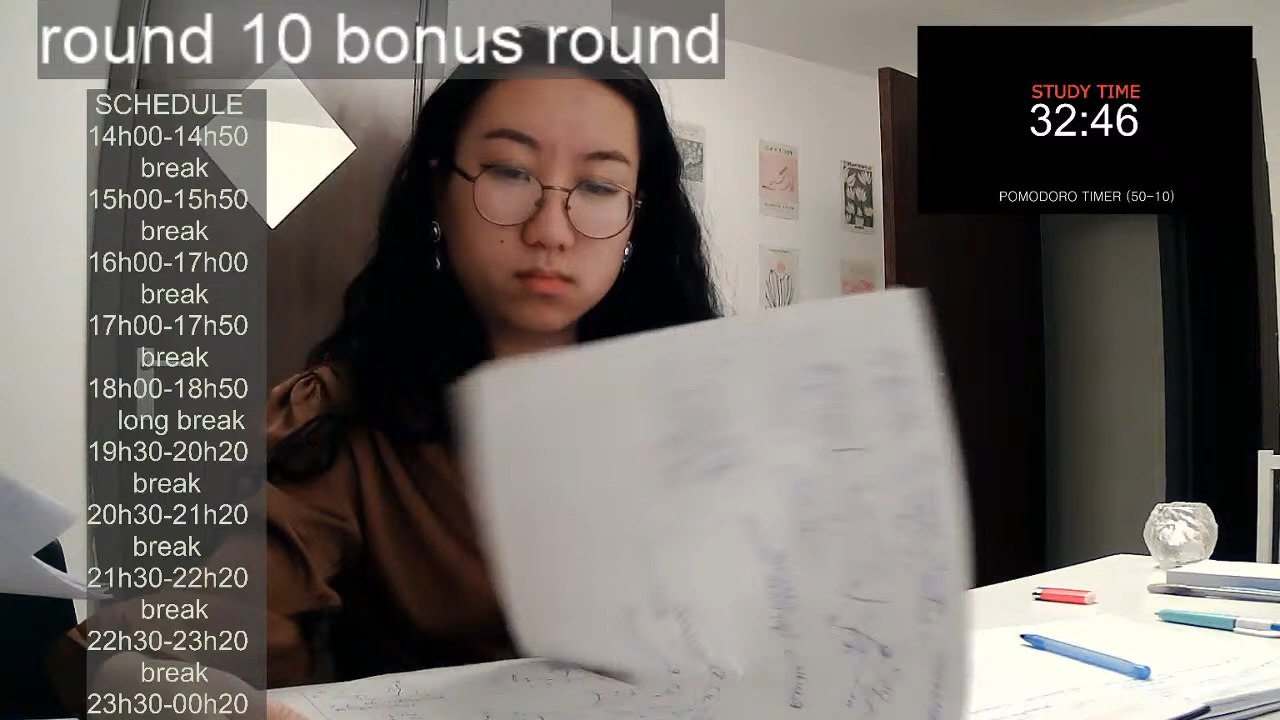 round 10 bonus round
SCHEDULE
14h00-14h50
break
15h00-15h50
break
16h00-17h00
break
17h00-17h50
break
18h00-18h50
long break
19h30-20h20
break
20h30-21h20
break
21h30-22h20
break
22h30-23h20
break
23h30-00h20
STUDY TIME
32:46
POMODORO TIMER (50-10)